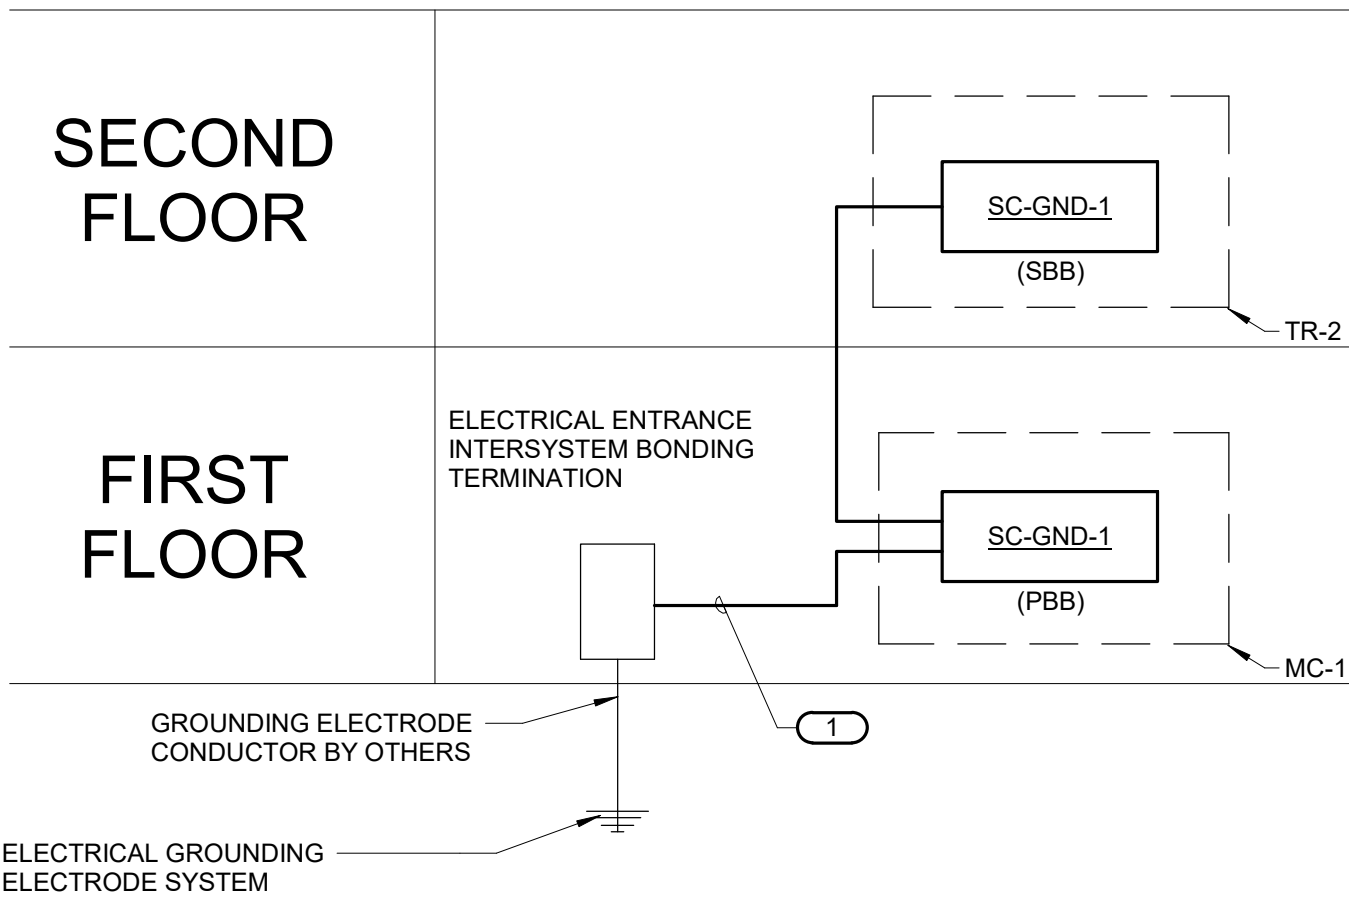 SECOND
FLOOR
SC-GND-1
(SBB)
TR-2
FIRST
FLOOR
ELECTRICAL ENTRANCE
INTERSYSTEM BONDING
TERMINATION
SC-GND-1
(PBB)
MC-1
GROUNDING ELECTRODE
CONDUCTOR BY OTHERS
1
ELECTRICAL GROUNDING
ELECTRODE SYSTEM